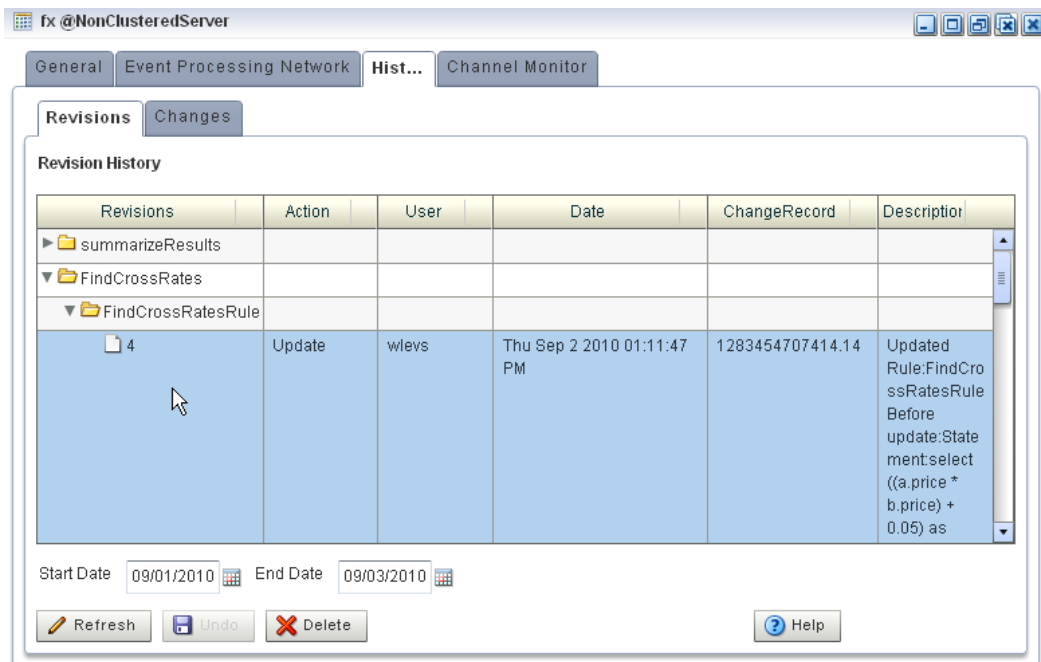 fx @NonClusteredServer
General Event Processing Network Hist... Channel Monitor
Revisions Changes
Revision History
Revisions Action User Date ChangeRecord Description
summarizeResults
FindCrossRates
FindCrossRatesRule
4 Update wlevs Thu Sep 2 2010 01:11:47 1283454707414.14 Updated
PM Rule:FindCro
ssRatesRule
Before
update:State
ment:select
((a.price *
b.price) +
0.05) as
Start Date 09/01/2010 End Date 09/03/2010
Refresh Undo Delete Help